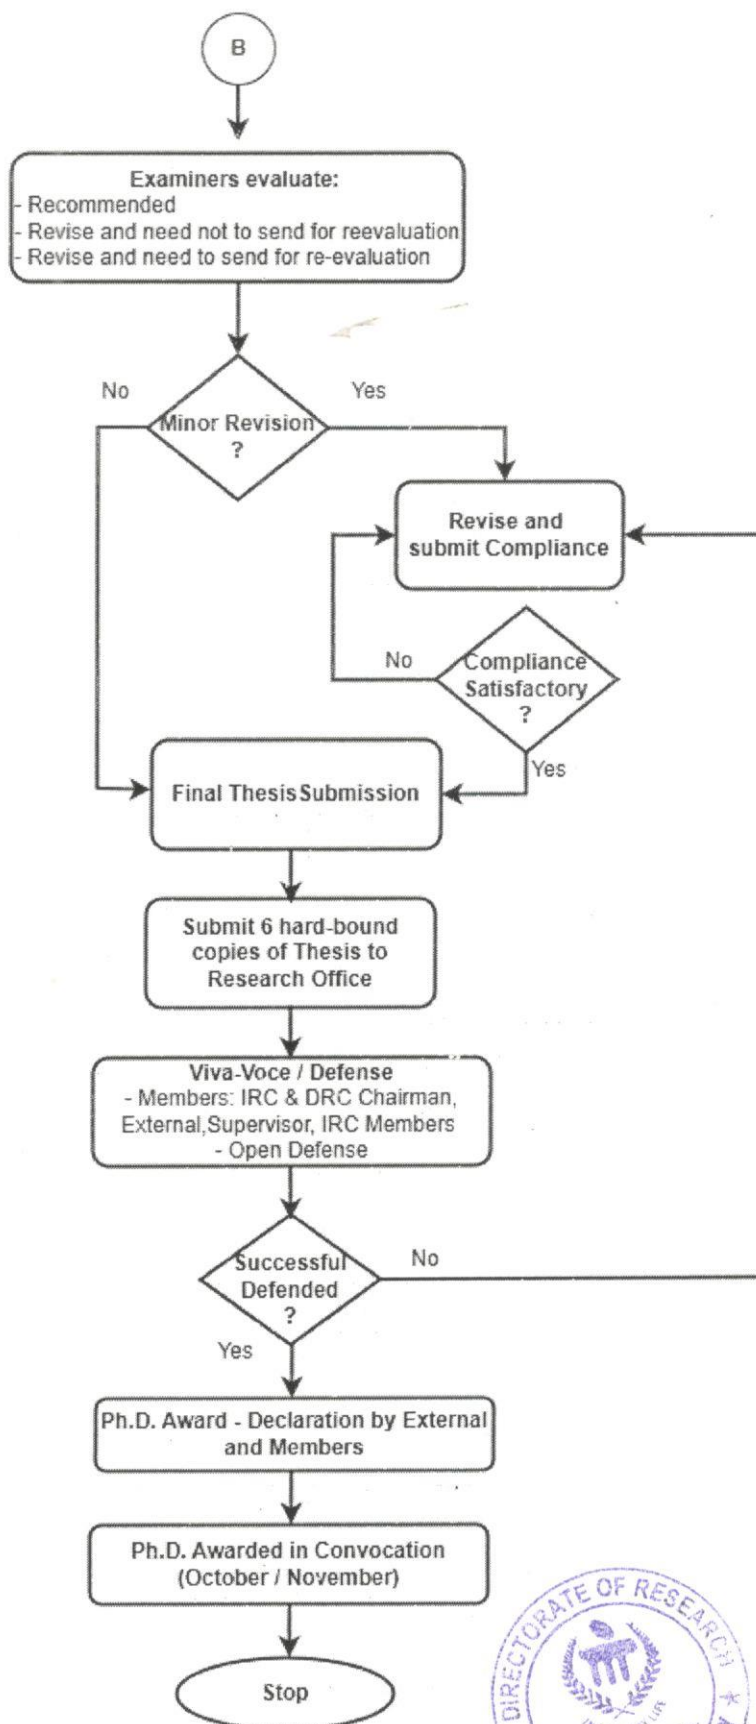 B
Examiners evaluate:
- Recommended
- Revise and need not to send for reevaluation
- Revise and need to send for re-evaluation
No
Yes
Minor Revision
?
Revise and
submit Compliance
No
Compliance
Satisfactory
?
Yes
Final Thesis Submission
Submit 6 hard-bound
copies of Thesis to
Research Office
Viva-Voce / Defense
- Members: IRC & DRC Chairman,
External,Supervisor, IRC Members
- Open Defense
Successful
Defended
?
No
Yes
Ph.D. Award - Declaration by External
and Members
Ph.D. Awarded in Convocation
(October / November)
Stop
DIRECTORATE OF RESEARCH